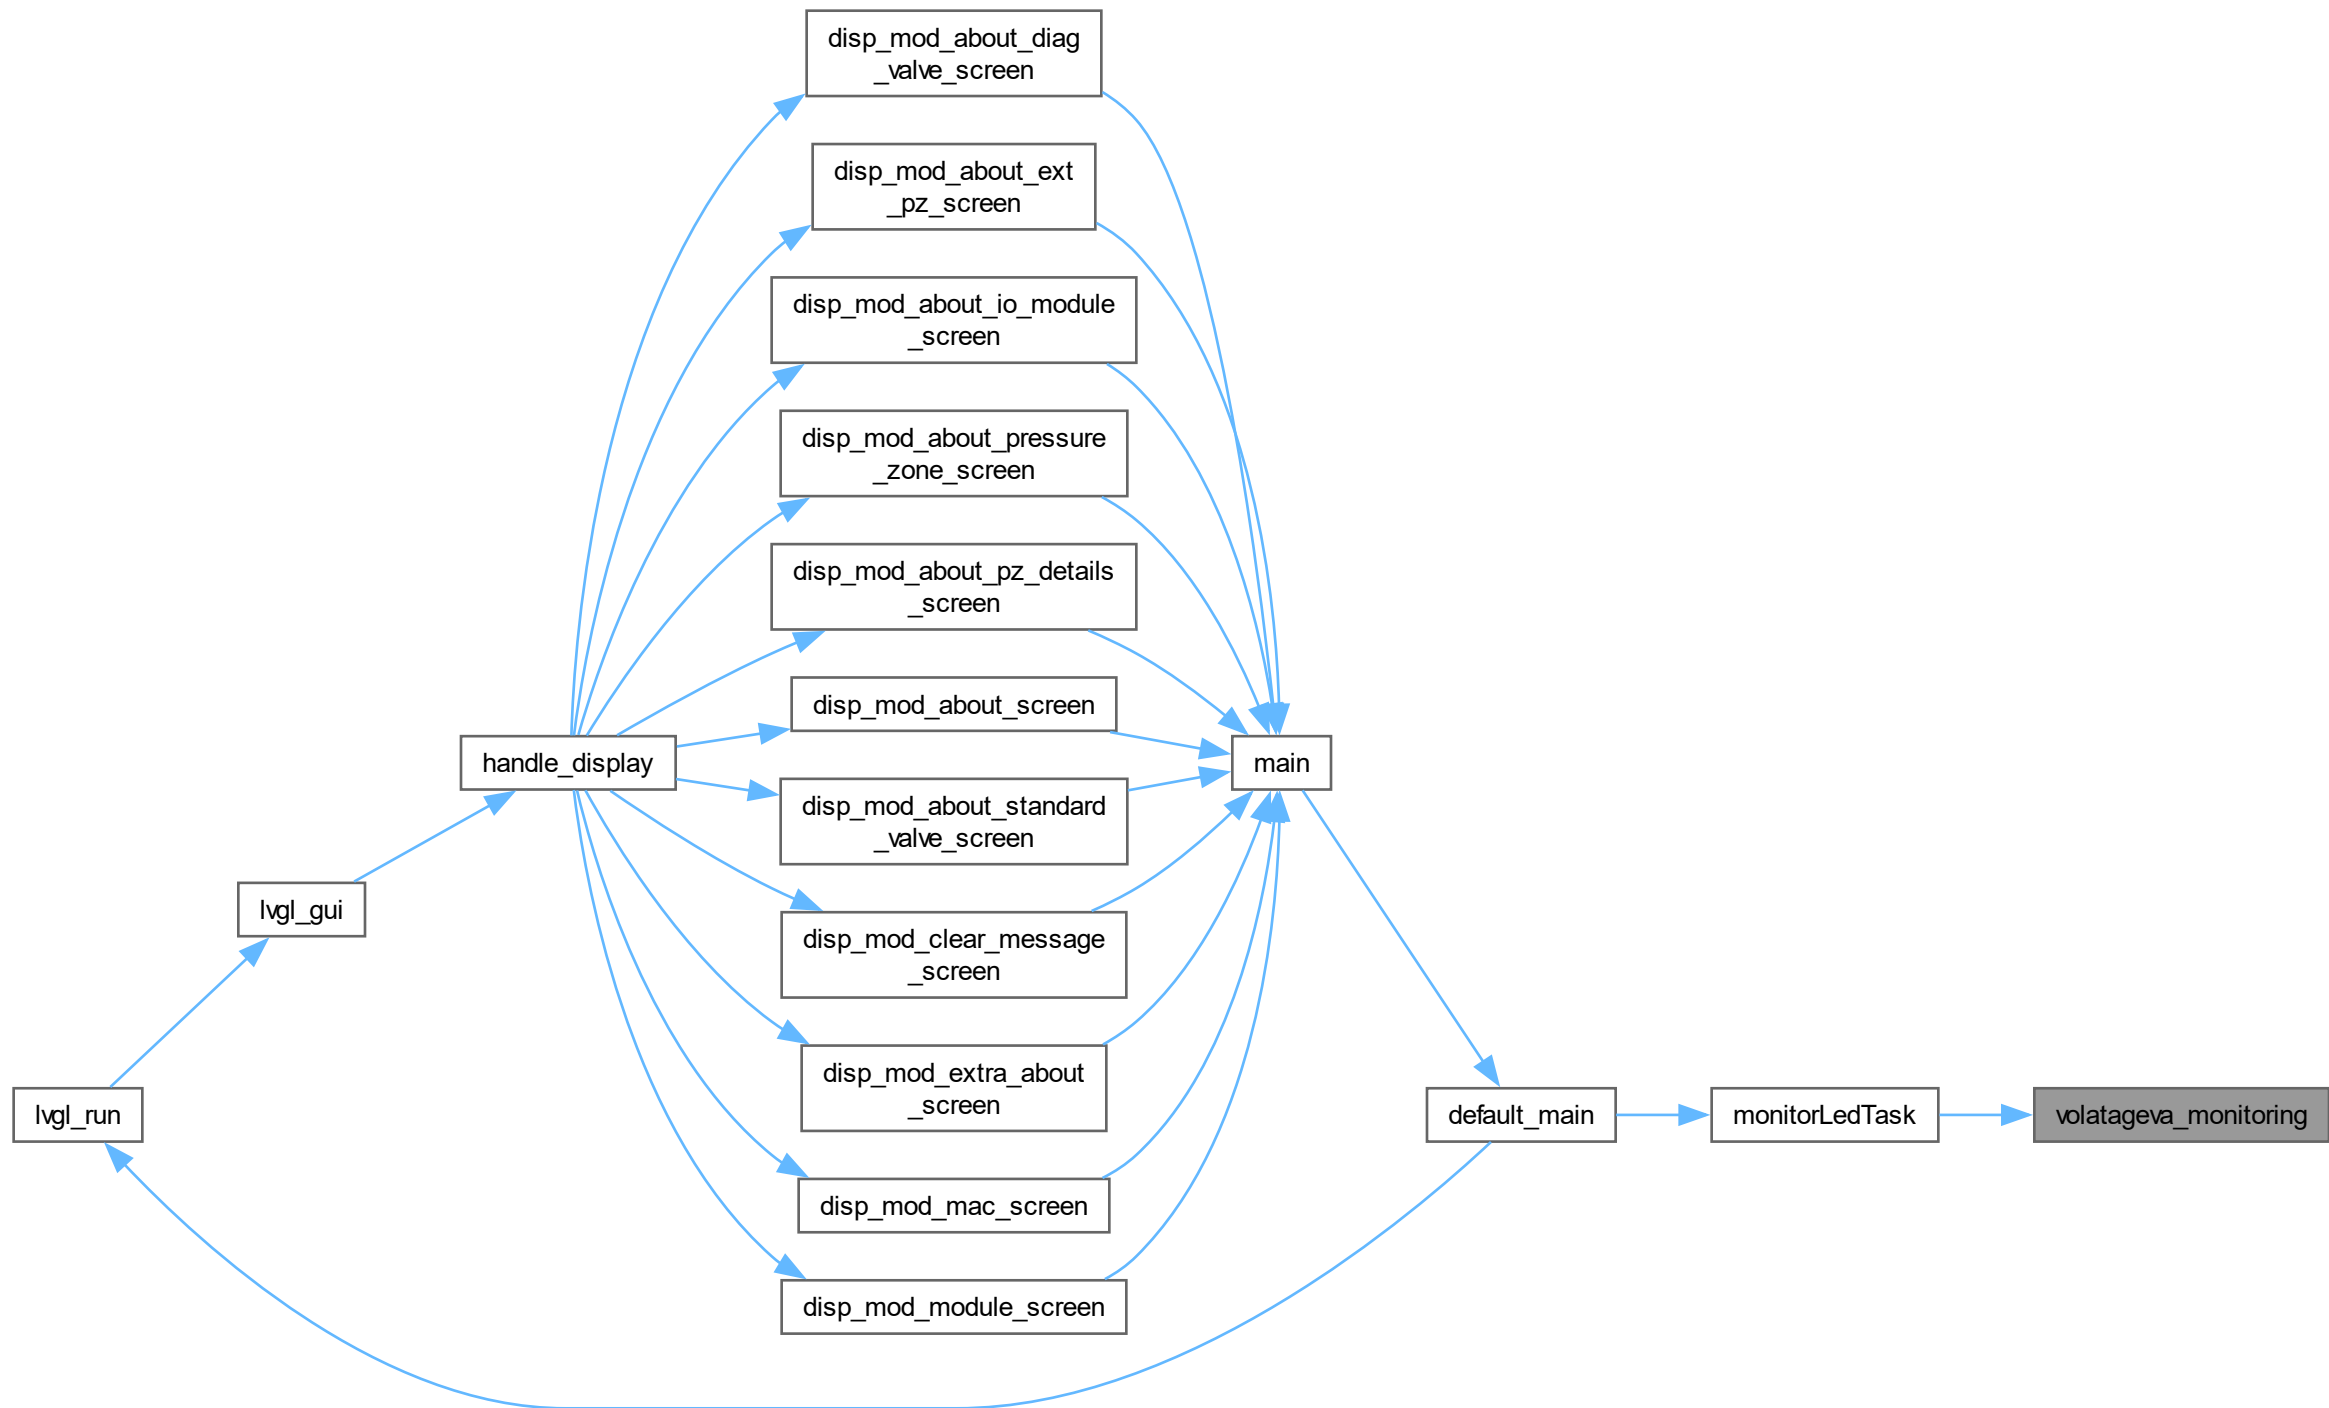 disp_mod_about_diag
_valve_screen
disp_mod_about_ext
_pz_screen
disp_mod_about_io_module
_screen
disp_mod_about_pressure
_zone_screen
disp_mod_about_pz_details
_screen
disp_mod_about_screen
handle_display
main
disp_mod_about_standard
_valve_screen
lvgl_gui
disp_mod_clear_message
_screen
disp_mod_extra_about
_screen
lvgl_run
default_main
monitorLedTask
volatageva_monitoring
disp_mod_mac_screen
disp_mod_module_screen